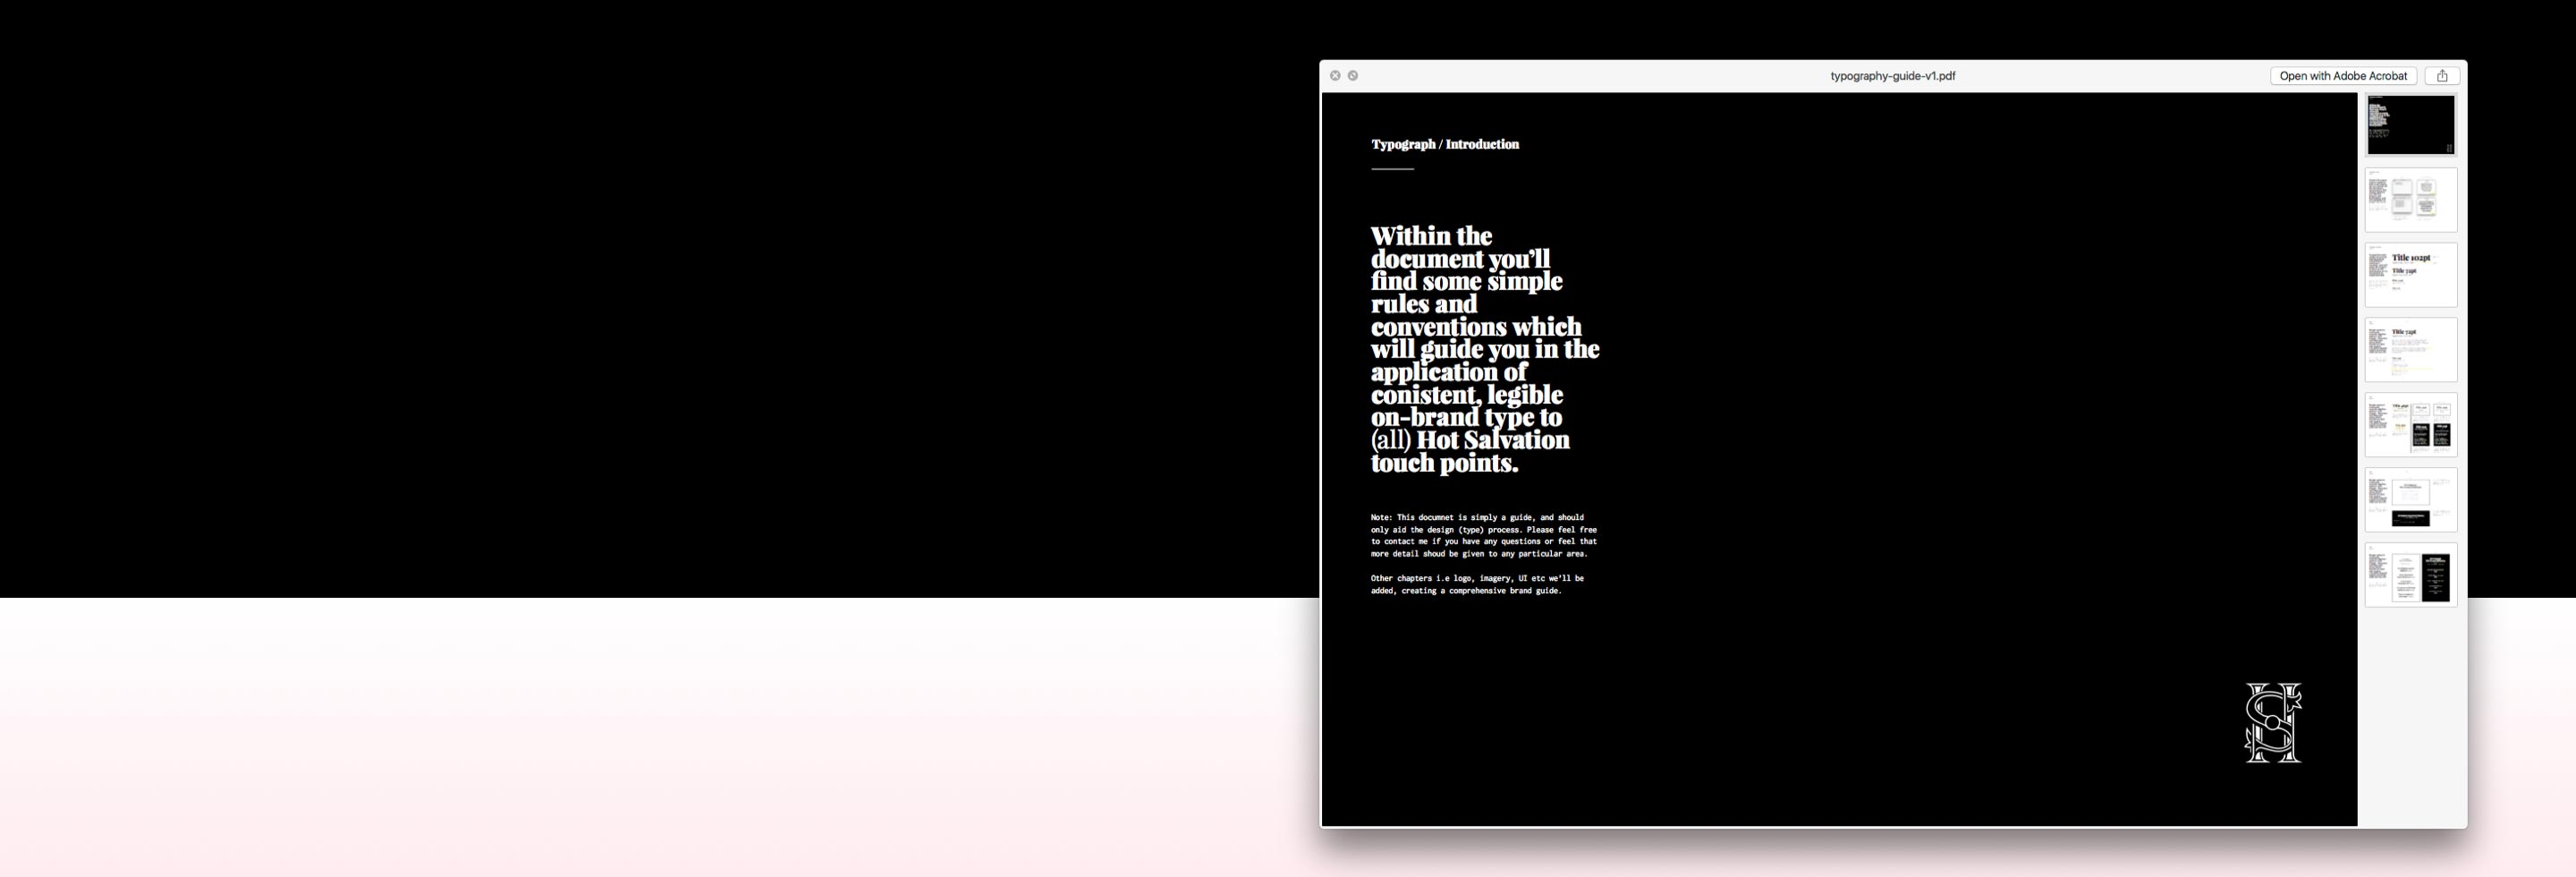 typography-guide-v1.pdf
Open with Adobe Acrobat
Typograph / Introduction
Within the
document you'll
find some simple
rules and
conventions which
will guide you in the
application of
conistent, legible
on-brand type to
(all) Hot Salvation
touch points.
Note: This documnet is simply a guide, and should
only aid the design (type) process. Please feel free
to contact me if you have any questions or feel that
more detail shoud be given to any particular area.
Other chapters i.e logo, imagery, UI etc we'll be
added, creating a comprehensive brand guide.
HS
Title 102pt
Title 72pt